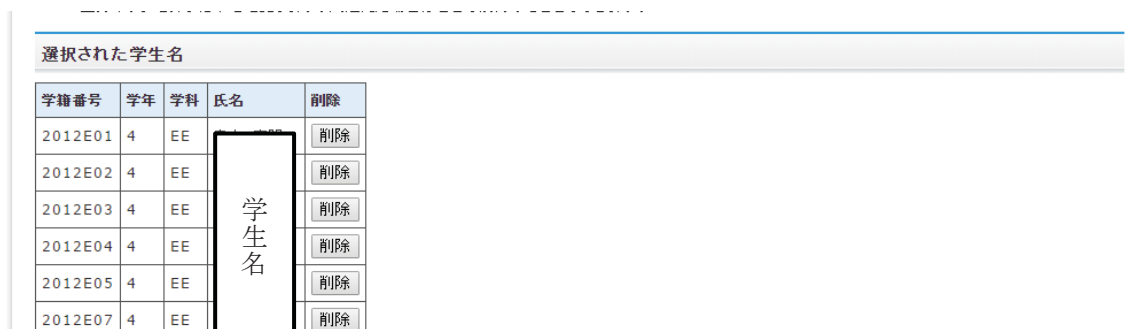 選択された学生名
学籍番号 学年 学科 氏名 削除
2012E01 4 EE 削除
2012E02 4 EE 削除
2012E03 4 EE 削除
2012E04 4 EE 削除
2012E05 4 EE 削除
2012E07 4 EE 削除
学生名